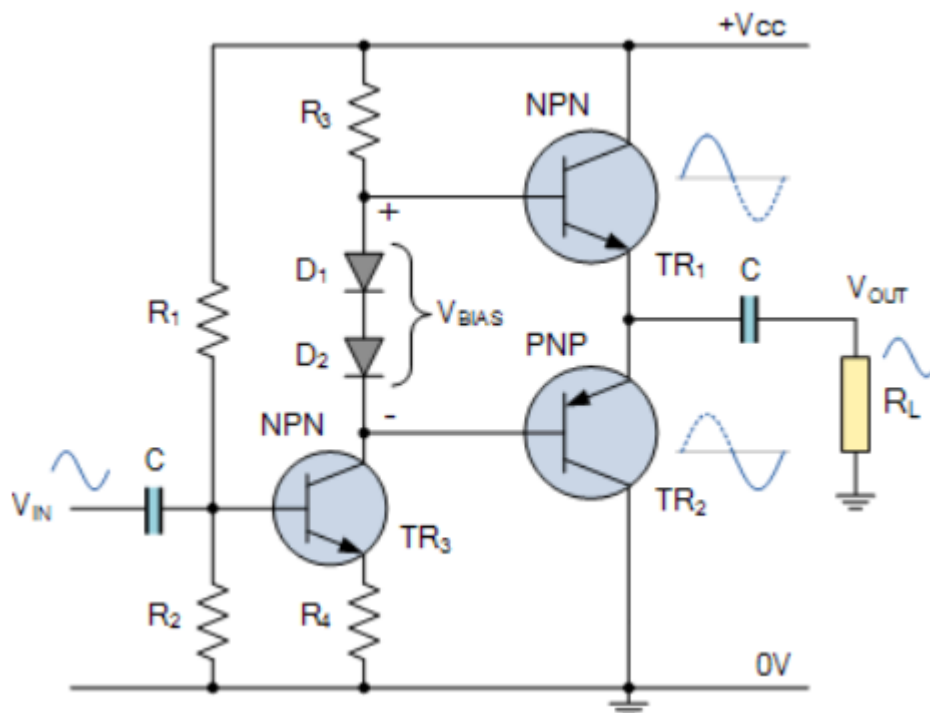 +Vcc
NPN
R3
+
TR1
C
VOUT
D1
R1
VBIAS
D2
PNP
-
NPN
RL
C
VIN
TR3
TR2
R2
R4
0V